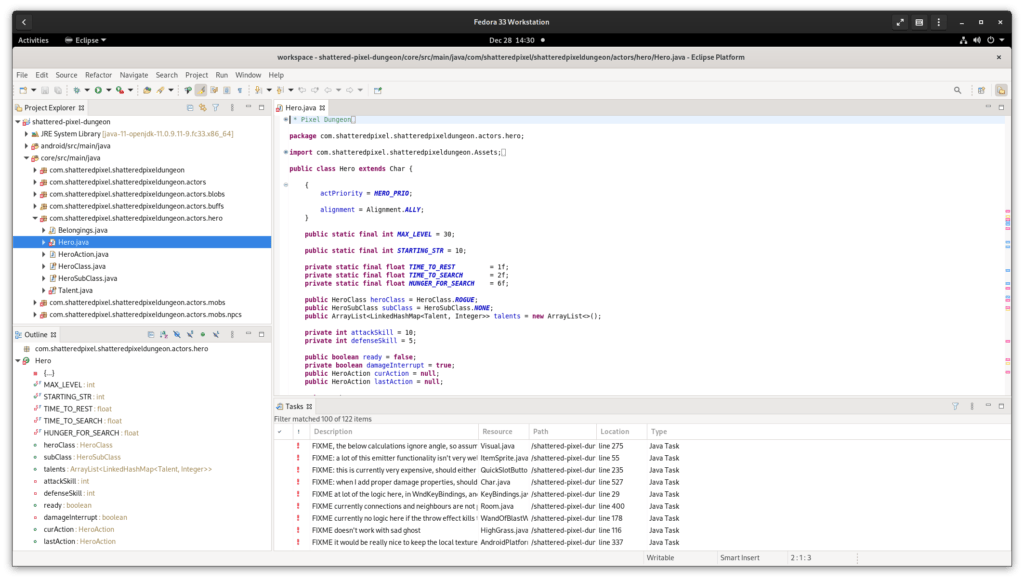 Fedora 33 Workstation
Activities Eclipse Dec 28 14:30
workspace - shattered-pixel-dungeon/core/src/main/java/com/shatteredpixel/shatteredpixeldungeon/actors/hero/Hero.java - Eclipse Platform
File Edit Source Refactor Navigate Search Project Run Window Help
Project Explorer
shattered-pixel-dungeon
JRE System Library [java-11-openjdk-11.0.9.11-9.fc33.x86_64]
android/src/main/java
core/src/main/java
com.shatteredpixel.shatteredpixeldungeon
com.shatteredpixel.shatteredpixeldungeon.actors
com.shatteredpixel.shatteredpixeldungeon.actors.blobs
com.shatteredpixel.shatteredpixeldungeon.actors.buffs
com.shatteredpixel.shatteredpixeldungeon.actors.hero
Belongings.java
Hero.java
HeroAction.java
HeroClass.java
HeroSubClass.java
Talent.java
com.shatteredpixel.shatteredpixeldungeon.actors.mobs
com.shatteredpixel.shatteredpixeldungeon.actors.mobs.npcs
Outline
com.shatteredpixel.shatteredpixeldungeon.actors.hero
Hero
{...}
MAX_LEVEL : int
STARTING_STR : int
TIME_TO_REST : float
TIME_TO_SEARCH : float
HUNGER_FOR_SEARCH : float
heroClass : HeroClass
subClass : HeroSubClass
talents : ArrayList<LinkedHashMap<Talent, Integer>>
attackSkill : int
defenseSkill : int
ready : boolean
damageInterrupt : boolean
curAction : HeroAction
lastAction : HeroAction
Hero.java
* Pixel Dungeon
package com.shatteredpixel.shatteredpixeldungeon.actors.hero;
import com.shatteredpixel.shatteredpixeldungeon.Assets;
public class Hero extends Char {
{
actPriority = HERO_PRIO;
alignment = Alignment.ALLY;
}
public static final int MAX_LEVEL = 30;
public static final int STARTING_STR = 10;
private static final float TIME_TO_REST = 1f;
private static final float TIME_TO_SEARCH = 2f;
private static final float HUNGER_FOR_SEARCH = 6f;
public HeroClass heroClass = HeroClass.ROGUE;
public HeroSubClass subClass = HeroSubClass.NONE;
public ArrayList<LinkedHashMap<Talent, Integer>> talents = new ArrayList<>();
private int attackSkill = 10;
private int defenseSkill = 5;
public boolean ready = false;
private boolean damageInterrupt = true;
public HeroAction curAction = null;
public HeroAction lastAction = null;
Tasks
Filter matched 100 of 122 items
! Description Resource Path Location Type
! FIXME, the below calculations ignore angle, so assum Visual.java /shattered-pixel-dur line 275 Java Task
! FIXME: a lot of this emitter functionality isn't very wel ItemSprite.java /shattered-pixel-dur line 55 Java Task
! FIXME: this is currently very expensive, should either QuickSlotButto /shattered-pixel-dur line 235 Java Task
! FIXME: when I add proper damage properties, should Char.java /shattered-pixel-dur line 527 Java Task
! FIXME at lot of the logic here, in WndKeyBindings, an KeyBindings.jav /shattered-pixel-dur line 29 Java Task
! FIXME currently connections and neighbours are not Room.java /shattered-pixel-dur line 400 Java Task
! FIXME currently no logic here if the throw effect kills WandOfBlastW /shattered-pixel-dur line 178 Java Task
! FIXME doesn't work with sad ghost HighGrass.java /shattered-pixel-dur line 116 Java Task
! FIXME it would be really nice to keep the local texture AndroidPlatforr /shattered-pixel-dur line 337 Java Task
Writable Smart Insert 2 : 1 : 3